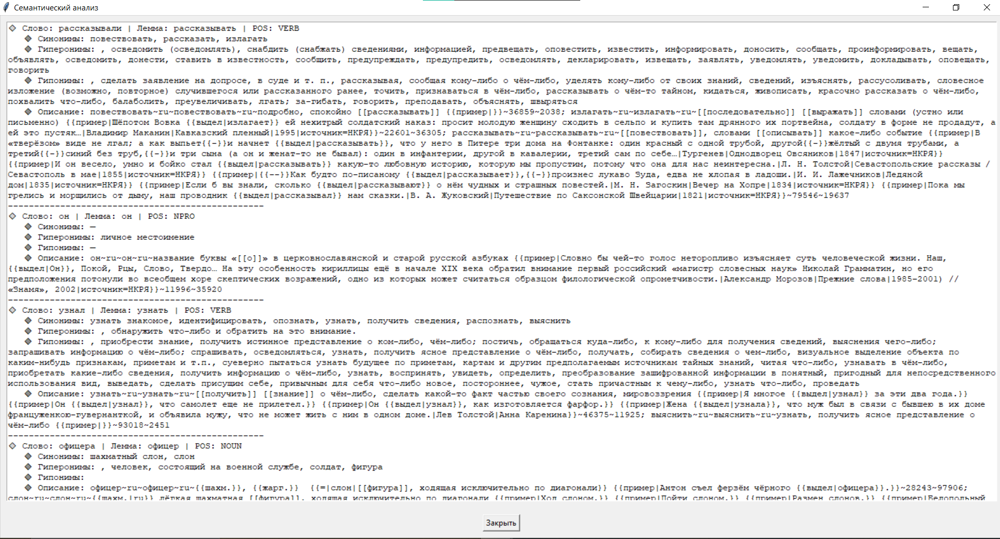 Семантический анализ
◇ Слово: рассказывали | Лемма: рассказывать | POS: VERB
◆ Синонимы: повествовать, рассказать, излагать
◆ Гиперонимы: , осведомить (осведомлять), снабдить (снабжать) сведениями, информацией, предвещать, оповестить, известить, информировать, доносить, сообщать, проинформировать, вещать,
объявлять, осведомить, донести, ставить в известность, сообщить, предупреждать, предупредить, осведомлять, декларировать, извещать, заявлять, уведомлять, уведомить, докладывать, оповещать,
говорить
◆ Гипонимы: , сделать заявление на допросе, в суде и т. п., рассказывая, сообщая кому-либо о чём-либо, уделять кому-либо от своих знаний, сведений, изъяснять, рассусоливать, словесное
изложение (возможно, повторное) случившегося или рассказанного ранее, точить, признаваться в чём-либо, рассказывать о чём-то тайном, кидаться, живописать, красочно рассказать о чём-либо,
похвалить что-либо, балаболить, преувеличивать, лгать; за-гибать, говорить, преподавать, объяснять, швыряться
◆ Описание: повествовать~ru~повествовать~ru~подробно, спокойно [[рассказывать]] {{пример|}}~36859~2038; излагать~ru~излагать~ru~[[последовательно]] [[выражать]] словами (устно или
письменно) {{пример|Шёпотом Вовка {{выдел|излагает}} ей нехитрый солдатский наказ: просит молодую женщину сходить в сельпо и купить там дрянного их портвейна, солдату в форме не продадут, а
ей это пустяк…|Владимир Маканин|Кавказский пленный|1995|источник=НКРЯ}}~22601~36305; рассказывать~ru~рассказывать~ru~[[повествовать]], словами [[описывать]] какое-либо событие {{пример|В
«тверёзом» виде не лгал; а как выпьет{{-}}и начнет {{выдел|рассказывать}}, что у него в Питере три дома на Фонтанке: один красный с одной трубой, другой{{-}}жёлтый с двумя трубами, а
третий{{-}}синий без труб,{{-}}и три сына (а он и женат-то не бывал): один в инфантерии, другой в кавалерии, третий сам по себе…|Тургенев|Однодворец Овсяников|1847|источник=НКРЯ}}
{{пример|И он весело, умно и бойко стал {{выдел|рассказывать}} какую-то любовную историю, которую мы пропустим, потому что она для нас неинтересна.|Л. Н. Толстой|Севастопольские рассказы /
Севастополь в мае|1855|источник=НКРЯ}} {{пример|{{--}}Как будто по-писаному {{выдел|рассказывает}},{{-}}произнес лукаво Зуда, едва не хлопая в ладоши.|И. И. Лажечников|Ледяной
дом|1835|источник=НКРЯ}} {{пример|Если б вы знали, сколько {{выдел|рассказывают}} о нём чудных и страшных повестей.|М. Н. Загоскин|Вечер на Хопре|1834|источник=НКРЯ}} {{пример|Пока мы
грелись и морщились от дыму, наш проводник {{выдел|рассказывал}} нам сказки.|В. А. Жуковский|Путешествие по Саксонской Швейцарии|1821|источник=НКРЯ}}~79546~19637
-------------------------------------------------
◇ Слово: он | Лемма: он | POS: NPRO
◆ Синонимы: —
◆ Гиперонимы: личное местоимение
◆ Гипонимы: —
◆ Описание: он~ru~он~ru~название буквы «[[о]]» в церковнославянской и старой русской азбуках {{пример|Словно бы чей-то голос неторопливо изъясняет суть человеческой жизни. Наш,
{{выдел|Он}}, Покой, Рцы, Слово, Твердо… На эту особенность кириллицы ещё в начале XIX века обратил внимание первый российский «магистр словесных наук» Николай Грамматин, но его
предположения потонули во всеобщем хоре скептических возражений, одно из которых может считаться образцом филологической опрометчивости.|Александр Морозов|Прежние слова|1985-2001) //
«Знамя», 2002|источник=НКРЯ}}~11996~35920
-------------------------------------------------
◇ Слово: узнал | Лемма: узнать | POS: VERB
◆ Синонимы: узнать знакомое, идентифицировать, опознать, узнать, получить сведения, распознать, выяснить
◆ Гиперонимы: , обнаружить что-либо и обратить на это внимание.
◆ Гипонимы: , приобрести знание, получить истинное представление о ком-либо, чём-либо; постичь, обращаться куда-либо, к кому-либо для получения сведений, выяснения чего-либо;
запрашивать информацию о чём-либо; спрашивать, осведомляться, узнать, получить ясное представление о чём-либо, получать, собирать сведения о чем-либо, визуальное выделение объекта по
каким-нибудь признакам, приметам и т.п., суеверно пытаться узнать будущее по приметам, картам и другим предполагаемым источникам тайных знаний, читая что-либо, узнавать в чём-либо,
приобретать какие-либо сведения, получить информацию о чём-либо, узнать, воспринять, увидеть, определить, преобразование зашифрованной информации в понятный, пригодный для непосредственного
использования вид, выведать, сделать присущим себе, привычным для себя что-либо новое, постороннее, чужое, стать причастным к чему-либо, узнать что-либо, проведать
◆ Описание: узнать~ru~узнать~ru~[[получить]] [[знание]] о чём-либо, сделать какой-то факт частью своего сознания, мировоззрения {{пример|Я многое {{выдел|узнал}} за эти два года.}}
{{пример|Он {{выдел|узнал}}, что самолет еще не прилетел.}} {{пример|Он {{выдел|узнал}}, как изготовляется фарфор.}} {{пример|Жена {{выдел|узнала}}, что муж был в связи с бывшею в их доме
француженкою-гувернанткой, и объявила мужу, что не может жить с ним в одном доме.|Лев Толстой|Анна Каренина}}~46375~11925; выяснить~ru~выяснить~ru~узнать, получить ясное представление о
чём-либо {{пример|}}~93018~2451
-------------------------------------------------
◇ Слово: офицера | Лемма: офицер | POS: NOUN
◆ Синонимы: шахматный слон, слон
◆ Гиперонимы: , человек, состоящий на военной службе, солдат, фигура
◆ Гипонимы:
◆ Описание: офицер~ru~офицер~ru~{{шахм.}}, {{жарг.}}  {{=|слон|[[фигура]], ходящая исключительно по диагонали}} {{пример|Антон съел ферзём чёрного {{выдел|офицера}}.}}~28243~97906;
слон~ru~слон~ru~{{шахм.|ru}} лёгкая шахматная [[фигура]], ходящая исключительно по диагонали {{пример|Ход слоном.}} {{пример|Пойти слоном.}} {{пример|Размен слонов.}} {{пример|Белопольный
Закрыть